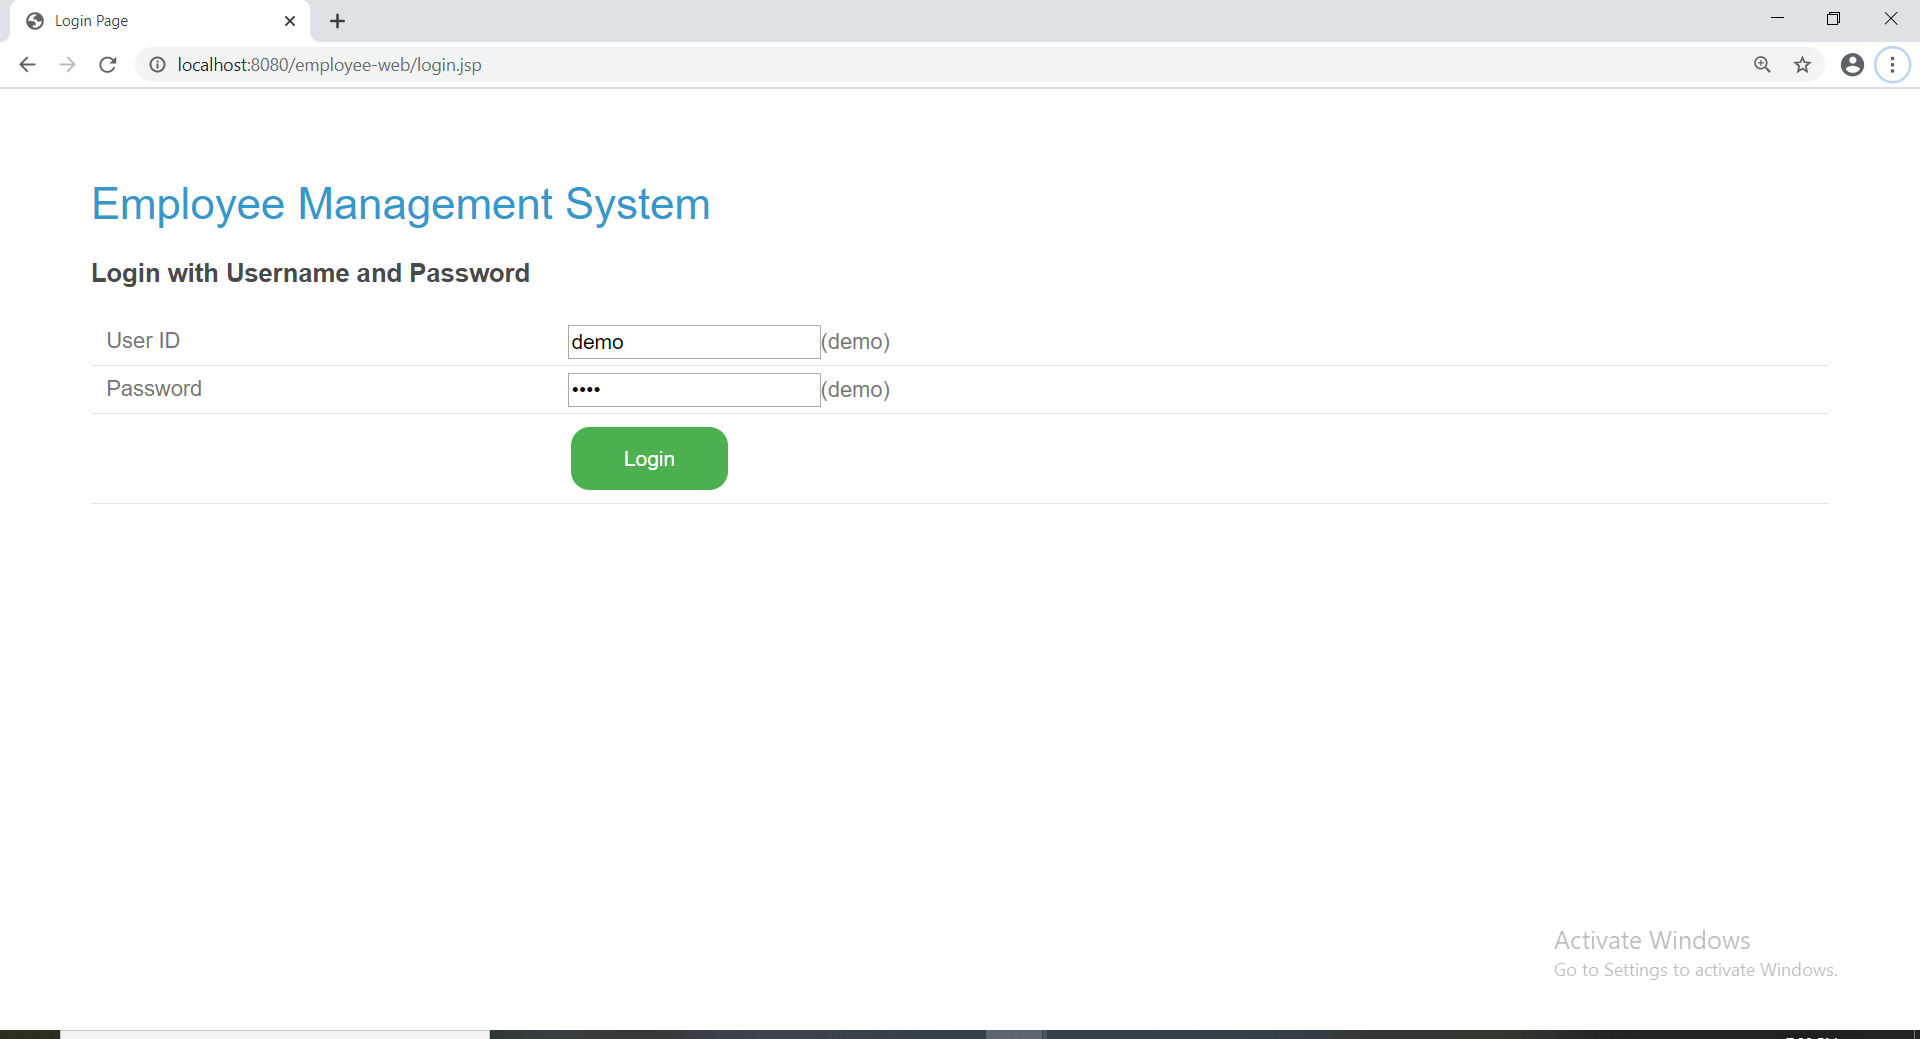 Login Page
localhost:8080/employee-web/login.jsp
Employee Management System
Login with Username and Password
User ID demo (demo)
Password •••• (demo)
Login
Activate Windows
Go to Settings to activate Windows.